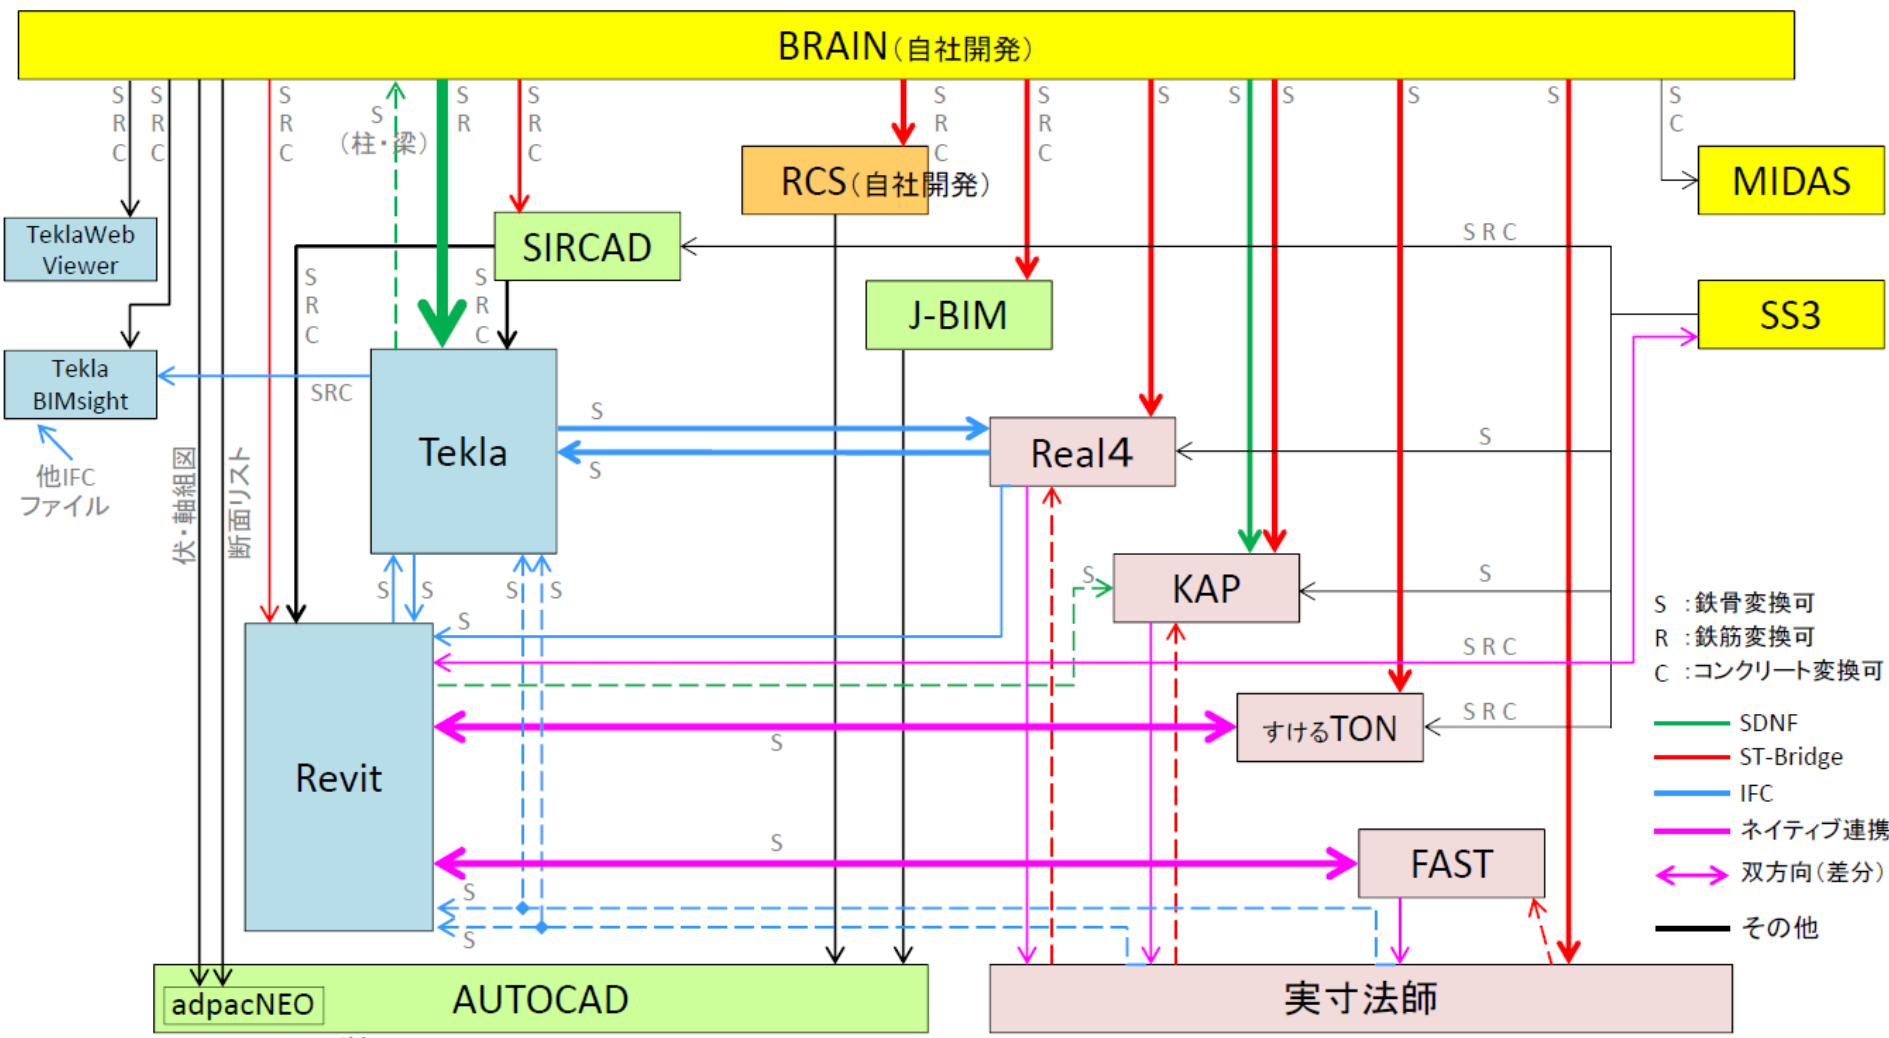 BRAIN（自社開発）
S R C
S R C
S R C
S
（柱・梁）
S R
S R C
S R C
S R C
S
S
S
S
S
S C
RCS（自社開発）
MIDAS
TeklaWeb
Viewer
SIRCAD
S R C
S R C
S R C
J-BIM
SS3
Tekla
BIMsight
SRC
他IFC
ファイル
伏・軸組図
断面リスト
Tekla
S
S
Real4
S
S
S
S
S
S
KAP
S
S
S R C
S R C
すけるTON
S
Revit
S
FAST
S
S
adpacNEO
AUTOCAD
実寸法師
S ：鉄骨変換可
R ：鉄筋変換可
C ：コンクリート変換可
SDNF
ST-Bridge
IFC
ネイティブ連携
双方向（差分）
その他